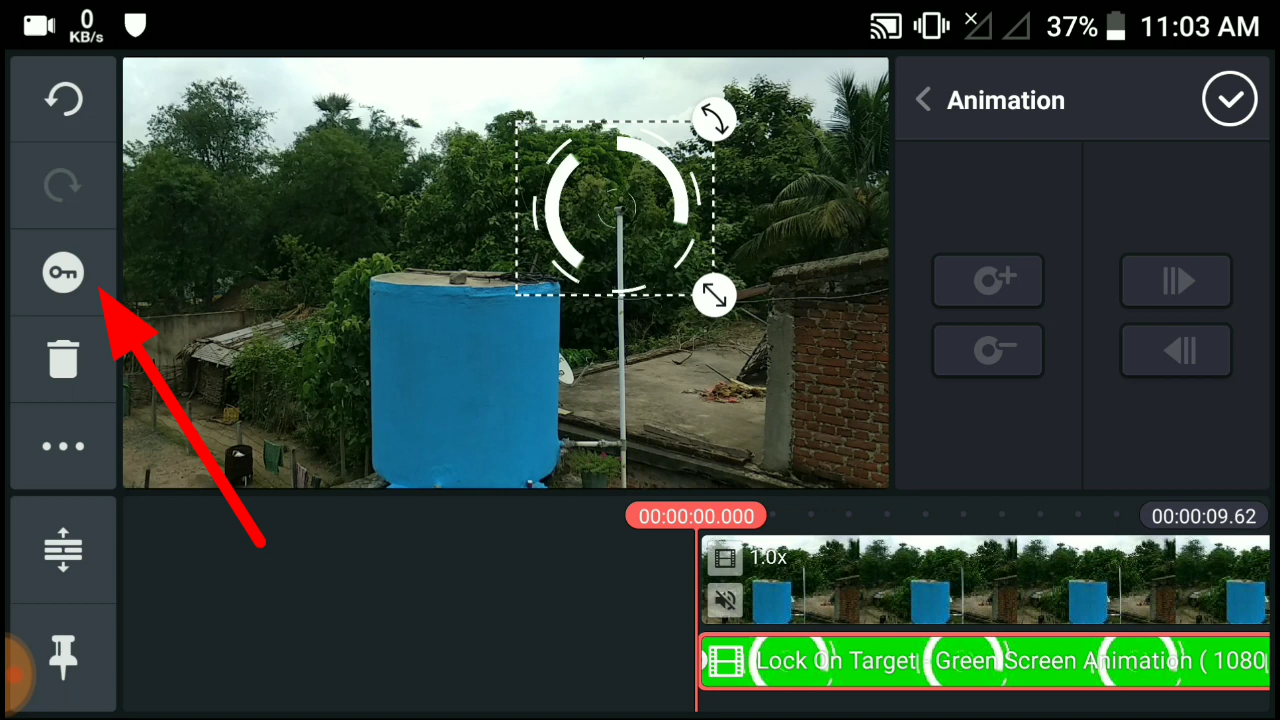 0
KB/s
37%
11:03 AM
Animation
00:00:00.000
00:00:09.62
1.0x
Lock On Target - Green Screen Animation ( 1080